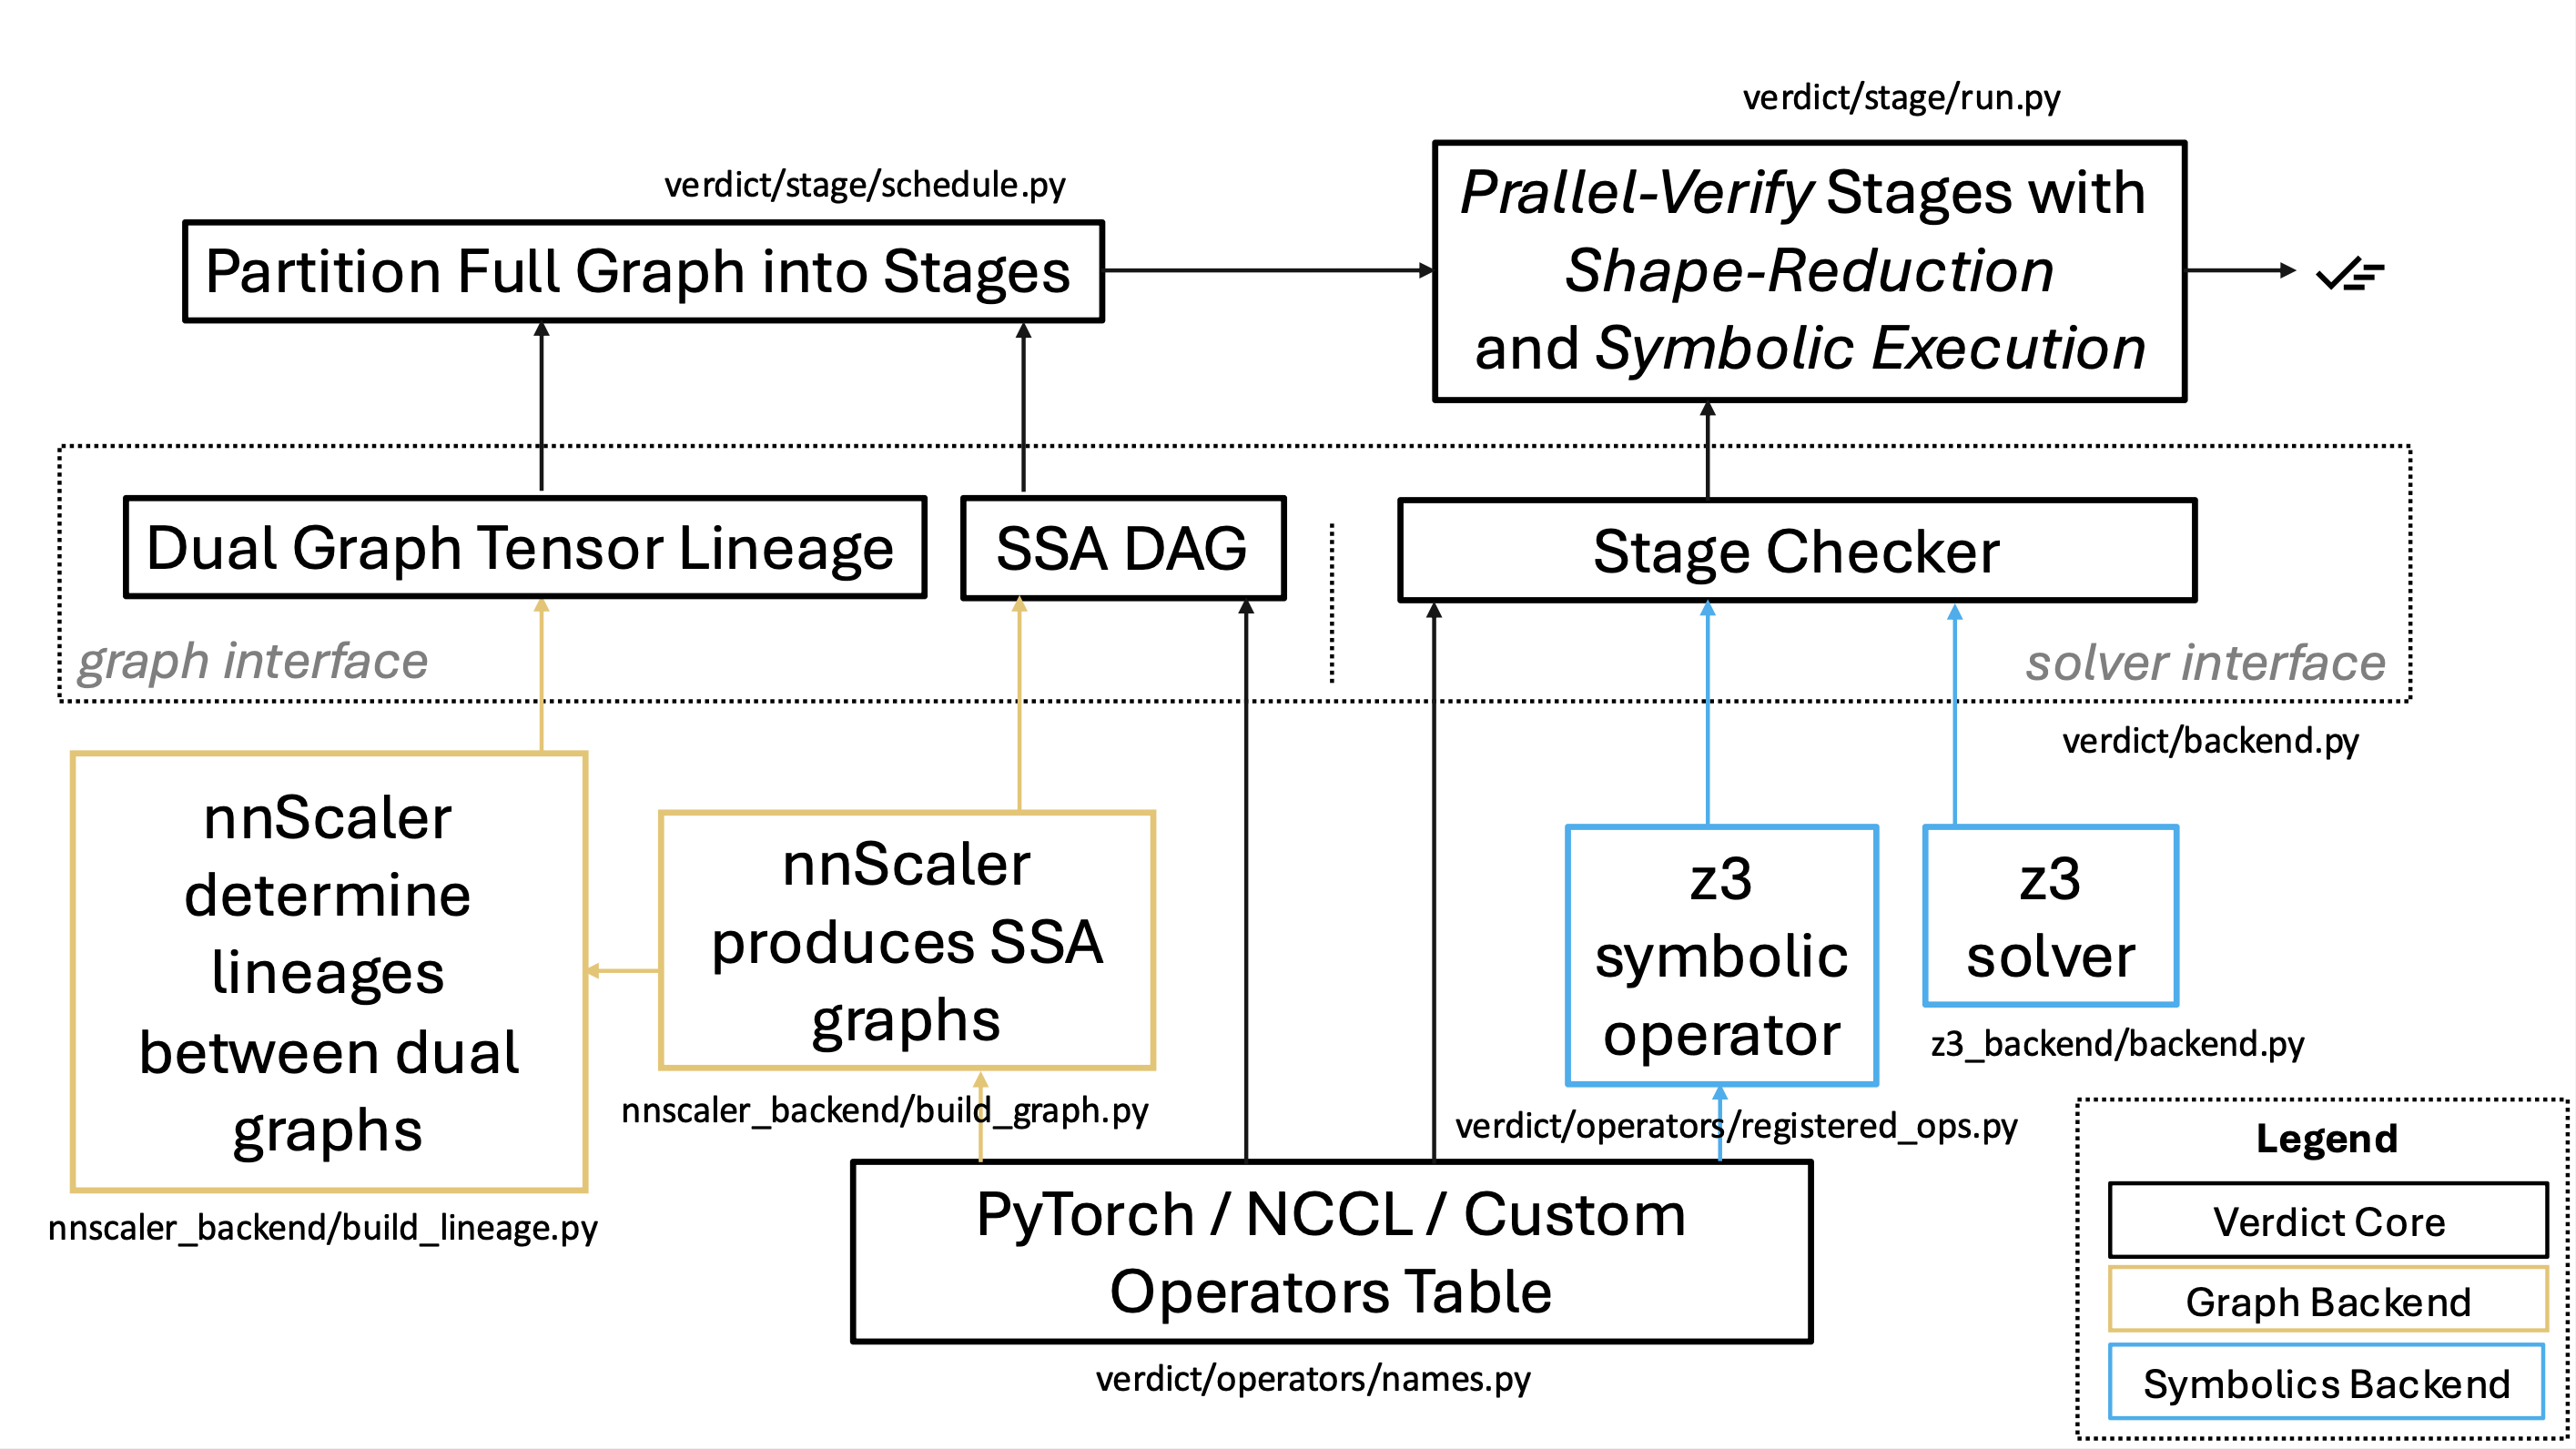 verdict/stage/run.py
verdict/stage/schedule.py
Prallel-Verify Stages with
Shape-Reduction
and Symbolic Execution
Partition Full Graph into Stages
Dual Graph Tensor Lineage
SSA DAG
Stage Checker
graph interface
solver interface
verdict/backend.py
nnScaler
determine
lineages
between dual
graphs
nnScaler
produces SSA
graphs
z3
symbolic
operator
z3
solver
z3_backend/backend.py
nnscaler_backend/build_graph.py
verdict/operators/registered_ops.py
nnscaler_backend/build_lineage.py
PyTorch / NCCL / Custom
Operators Table
verdict/operators/names.py
Legend
Verdict Core
Graph Backend
Symbolics Backend